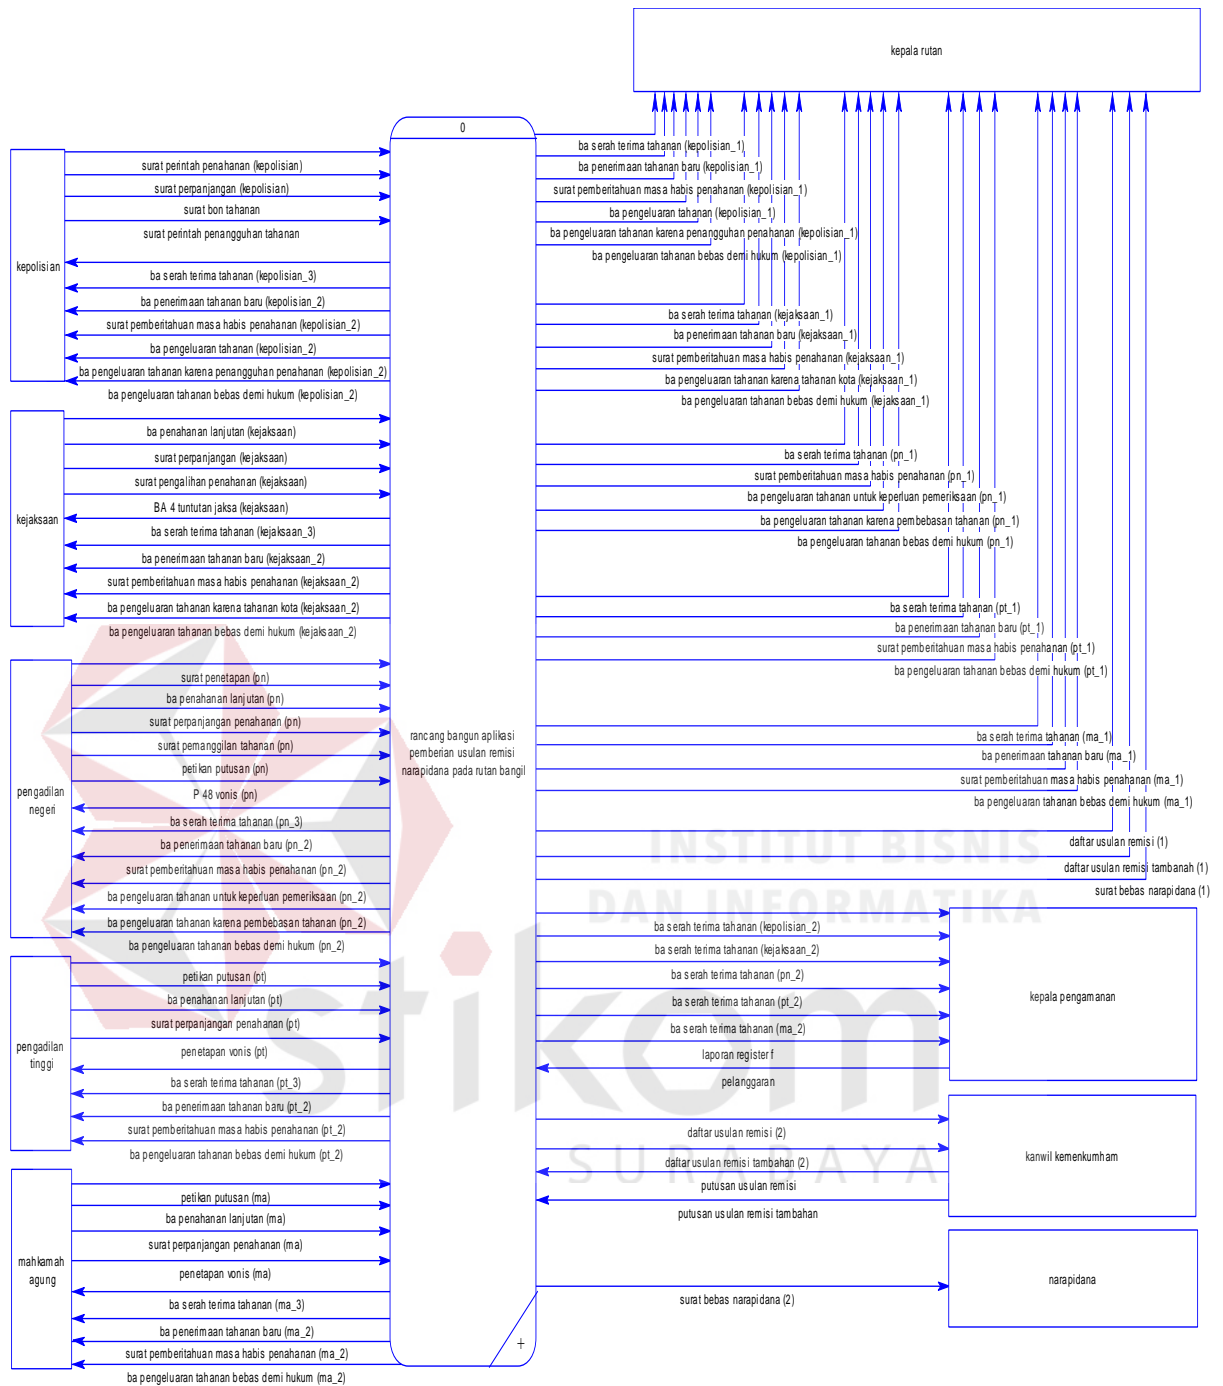 kepala rutan
0
ba serah terima tahanan (kepolisian_1)
ba penerimaan tahanan baru (kepolisian_1)
surat pemberitahuan masa habis penahanan (kepolisian_1)
ba pengeluaran tahanan (kepolisian_1)
ba pengeluaran tahanan karena penangguhan penahanan (kepolisian_1)
ba pengeluaran tahanan bebas demi hukum (kepolisian_1)
kepolisian
surat perintah penahanan (kepolisian)
surat perpanjangan (kepolisian)
surat bon tahanan
surat perintah penangguhan tahanan
ba serah terima tahanan (kepolisian_3)
ba penerimaan tahanan baru (kepolisian_2)
surat pemberitahuan masa habis penahanan (kepolisian_2)
ba pengeluaran tahanan (kepolisian_2)
ba pengeluaran tahanan karena penangguhan penahanan (kepolisian_2)
ba pengeluaran tahanan bebas demi hukum (kepolisian_2)
ba serah terima tahanan (kejaksaan_1)
ba penerimaan tahanan baru (kejaksaan_1)
surat pemberitahuan masa habis penahanan (kejaksaan_1)
ba pengeluaran tahanan karena tahanan kota (kejaksaan_1)
ba pengeluaran tahanan bebas demi hukum (kejaksaan_1)
kejaksaan
ba penahanan lanjutan (kejaksaan)
surat perpanjangan (kejaksaan)
surat pengalihan penahanan (kejaksaan)
BA 4 tuntutan jaksa (kejaksaan)
ba serah terima tahanan (kejaksaan_3)
ba penerimaan tahanan baru (kejaksaan_2)
surat pemberitahuan masa habis penahanan (kejaksaan_2)
ba pengeluaran tahanan karena tahanan kota (kejaksaan_2)
ba pengeluaran tahanan bebas demi hukum (kejaksaan_2)
ba serah terima tahanan (pn_1)
surat pemberitahuan masa habis penahanan (pn_1)
ba pengeluaran tahanan untuk keperluan pemeriksaan (pn_1)
ba pengeluaran tahanan karena pembebasan tahanan (pn_1)
ba pengeluaran tahanan bebas demi hukum (pn_1)
ba serah terima tahanan (pt_1)
ba penerimaan tahanan baru (pt_1)
surat pemberitahuan masa habis penahanan (pt_1)
ba pengeluaran tahanan bebas demi hukum (pt_1)
pengadilan
negeri
surat penetapan (pn)
ba penahanan lanjutan (pn)
surat perpanjangan penahanan (pn)
surat pemanggilan tahanan (pn)
petikan putusan (pn)
P 48 vonis (pn)
ba serah terima tahanan (pn_3)
ba penerimaan tahanan baru (pn_2)
surat pemberitahuan masa habis penahanan (pn_2)
ba pengeluaran tahanan untuk keperluan pemeriksaan (pn_2)
ba pengeluaran tahanan karena pembebasan tahanan (pn_2)
ba pengeluaran tahanan bebas demi hukum (pn_2)
rancang bangun aplikasi
pemberian usulan remisi
narapidana pada rutan bangil
ba serah terima tahanan (ma_1)
ba penerimaan tahanan baru (ma_1)
surat pemberitahuan masa habis penahanan (ma_1)
ba pengeluaran tahanan bebas demi hukum (ma_1)
daftar usulan remisi (1)
daftar usulan remisi tambanah (1)
surat bebas narapidana (1)
INSTITUT BISNIS
DAN INFORMATIKA
stikom
SURABAYA
ba serah terima tahanan (kepolisian_2)
ba serah terima tahanan (kejaksaan_2)
ba serah terima tahanan (pn_2)
ba serah terima tahanan (pt_2)
ba serah terima tahanan (ma_2)
laporan register f
pelanggaran
kepala pengamanan
pengadilan
tinggi
petikan putusan (pt)
ba penahanan lanjutan (pt)
surat perpanjangan penahanan (pt)
penetapan vonis (pt)
ba serah terima tahanan (pt_3)
ba penerimaan tahanan baru (pt_2)
surat pemberitahuan masa habis penahanan (pt_2)
ba pengeluaran tahanan bebas demi hukum (pt_2)
daftar usulan remisi (2)
daftar usulan remisi tambahan (2)
putusan usulan remisi
putusan usulan remisi tambahan
kanwil kemenkumham
mahkamah
agung
petikan putusan (ma)
ba penahanan lanjutan (ma)
surat perpanjangan penahanan (ma)
penetapan vonis (ma)
ba serah terima tahanan (ma_3)
ba penerimaan tahanan baru (ma_2)
surat pemberitahuan masa habis penahanan (ma_2)
ba pengeluaran tahanan bebas demi hukum (ma_2)
surat bebas narapidana (2)
narapidana
+